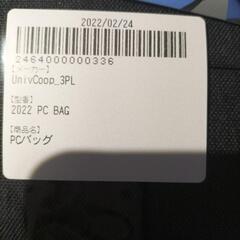 2022/02/24
2464000000336
【メーカー】
UnivCoop_3PL
【型番】
2022 PC BAG
【商品名】
PCバッグ